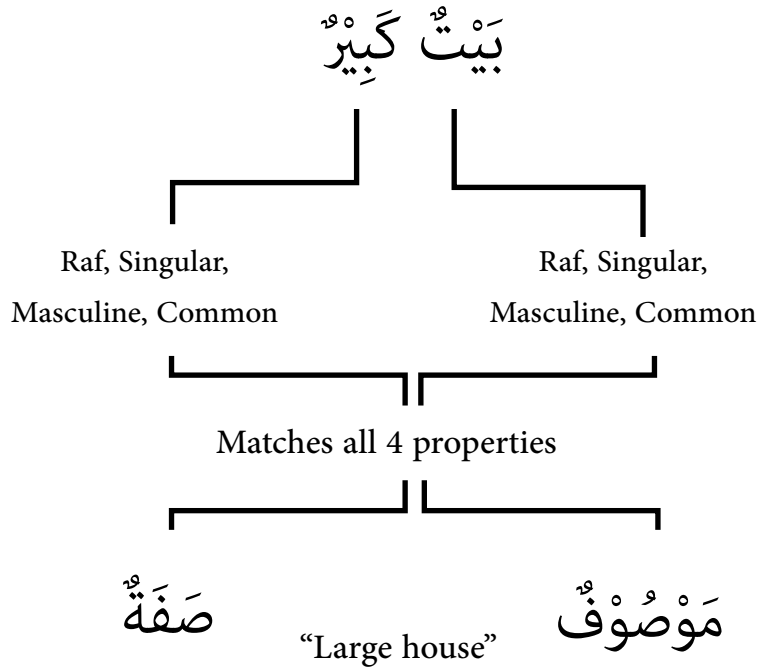 بَيْتٌ كَبِيْرٌ
Raf, Singular,
Masculine, Common
Raf, Singular,
Masculine, Common
Matches all 4 properties
صَفَةٌ
“Large house”
مَوْصُوْفٌ